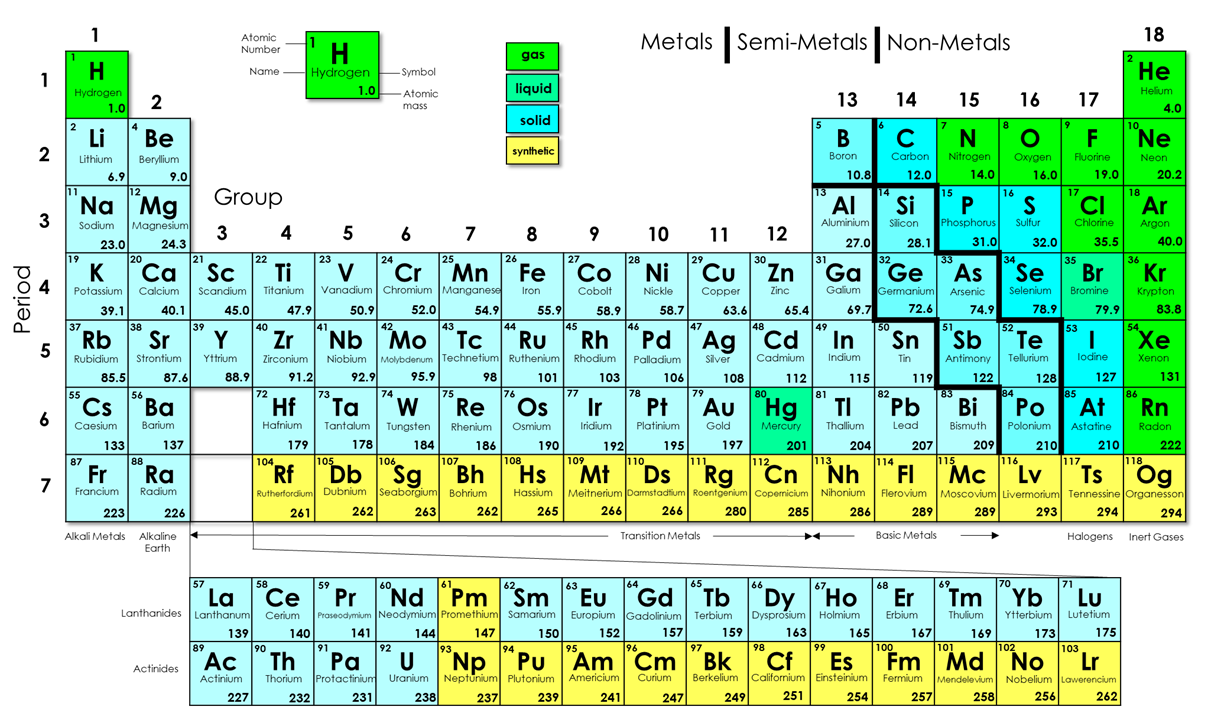 1
18
Metals | Semi-Metals | Non-Metals
Atomic Number
Name
1
H
Hydrogen
1.0
Symbol
Atomic mass
gas
liquid
solid
synthetic
Period
Group
2 13 14 15 16 17
3 4 5 6 7 8 9 10 11 12
1
1 2
H He
Hydrogen Helium
1.0 4.0
2
2 4 5 6 7 8 9 10
Li Be B C N O F Ne
Lithium Beryllium Boron Carbon Nitrogen Oxygen Fluorine Neon
6.9 9.0 10.8 12.0 14.0 16.0 19.0 20.2
3
11 12 13 14 15 16 17 18
Na Mg Al Si P S Cl Ar
Sodium Magnesium Aluminium Silicon Phosphorus Sulfur Chlorine Argon
23.0 24.3 27.0 28.1 31.0 32.0 35.5 40.0
4
19 20 21 22 23 24 25 26 27 28 29 30 31 32 33 34 35 36
K Ca Sc Ti V Cr Mn Fe Co Ni Cu Zn Ga Ge As Se Br Kr
Potassium Calcium Scandium Titanium Vanadium Chromium Manganese Iron Cobolt Nickle Copper Zinc Galium Germanium Arsenic Selenium Bromine Krypton
39.1 40.1 45.0 47.9 50.9 52.0 54.9 55.9 58.9 58.7 63.6 65.4 69.7 72.6 74.9 78.9 79.9 83.8
5
37 38 39 40 41 42 43 44 45 46 47 48 49 50 51 52 53 54
Rb Sr Y Zr Nb Mo Tc Ru Rh Pd Ag Cd In Sn Sb Te I Xe
Rubidium Strontium Yttrium Zirconium Niobium Molybdenum Technetium Ruthenium Rhodium Palladium Silver Cadmium Indium Tin Antimony Tellurium Iodine Xenon
85.5 87.6 88.9 91.2 92.9 95.9 98 101 103 106 108 112 115 119 122 128 127 131
6
55 56 72 73 74 75 76 77 78 79 80 81 82 83 84 85 86
Cs Ba Hf Ta W Re Os Ir Pt Au Hg Tl Pb Bi Po At Rn
Caesium Barium Hafnium Tantalum Tungsten Rhenium Osmium Iridium Platinium Gold Mercury Thallium Lead Bismuth Polonium Astatine Radon
133 137 179 178 184 186 190 192 195 197 201 204 207 209 210 210 222
7
87 88 104 105 106 107 108 109 110 111 112 113 114 115 116 117 118
Fr Ra Rf Db Sg Bh Hs Mt Ds Rg Cn Nh Fl Mc Lv Ts Og
Francium Radium Rutherfordium Dubnium Seaborgium Bohrium Hassium Meitnerium Darmstadtium Roentgenium Copernicium Nihonium Flerovium Moscovium Livermorium Tennessine Organesson
223 226 261 262 263 262 265 266 266 280 285 286 289 289 293 294 294
Alkali Metals
Alkaline Earth
Transition Metals
Basic Metals
Halogens
Inert Gases
Lanthanides
57 58 59 60 61 62 63 64 65 66 67 68 69 70 71
La Ce Pr Nd Pm Sm Eu Gd Tb Dy Ho Er Tm Yb Lu
Lanthanum Cerium Praseodymium Neodymium Promethium Samarium Europium Gadolinium Terbium Dysprosium Holmium Erbium Thulium Ytterbium Lutetium
139 140 141 144 147 150 152 157 159 163 165 167 169 173 175
Actinides
89 90 91 92 93 94 95 96 97 98 99 100 101 102 103
Ac Th Pa U Np Pu Am Cm Bk Cf Es Fm Md No Lr
Actinium Thorium Protactinium Uranium Neptunium Plutonium Americium Curium Berkelium Californium Einsteinium Fermium Mendelevium Nobelium Lawerencium
227 232 231 238 237 239 241 247 249 251 254 257 258 256 262